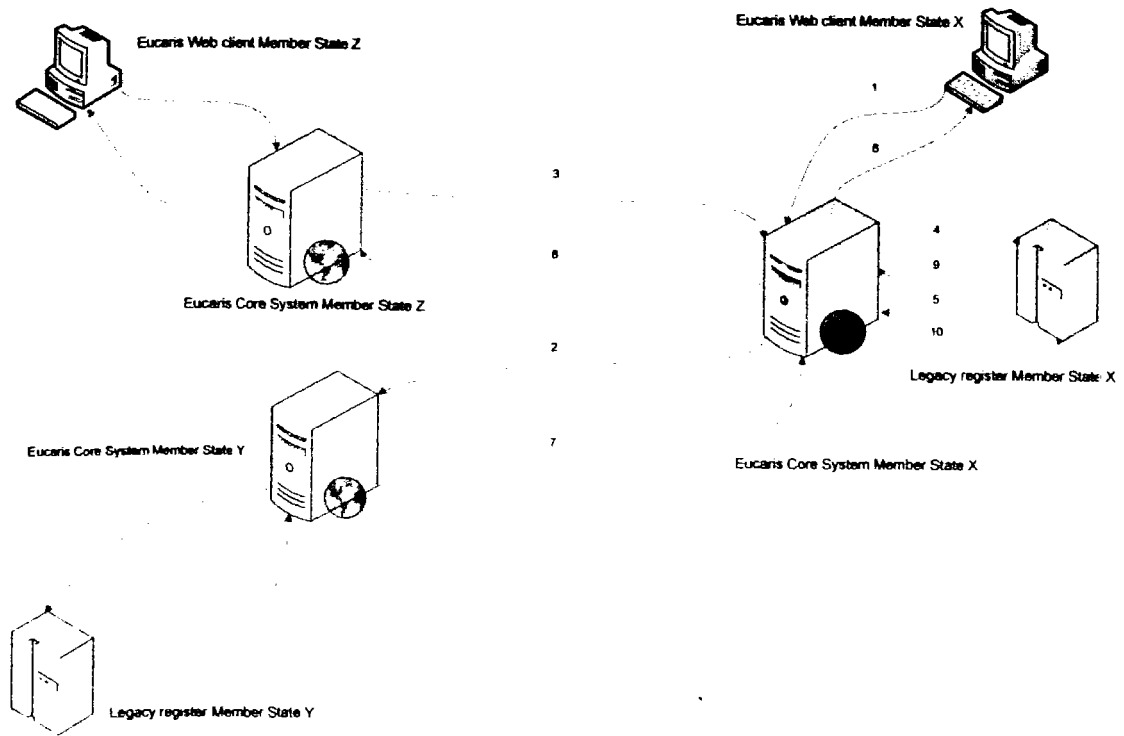 Eucaris Web client Member State X
Eucaris Web client Member State Z
1
8
3
4
6
9
Eucaris Core System Member State Z
5
10
2
Legacy register Member State X
7
Eucaris Core System Member State Y
Eucaris Core System Member State X
Legacy register Member State Y